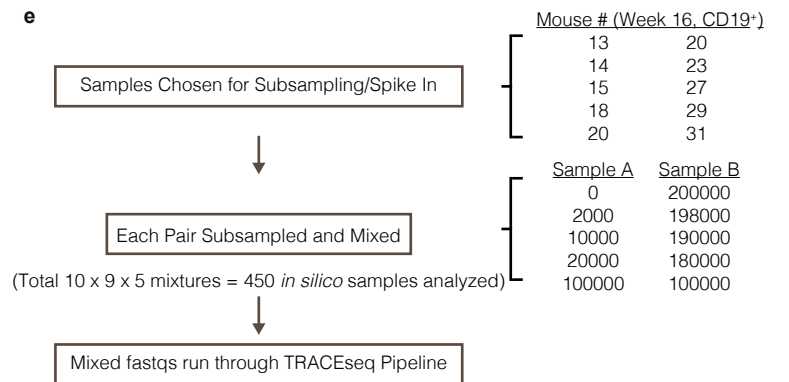 e
Samples Chosen for Subsampling/Spike In
Mouse # (Week 16, CD19+)
13 20
14 23
15 27
18 29
20 31
Each Pair Subsampled and Mixed
(Total 10 x 9 x 5 mixtures = 450 in silico samples analyzed)
Sample A Sample B
0 200000
2000 198000
10000 190000
20000 180000
100000 100000
Mixed fastqs run through TRACEseq Pipeline